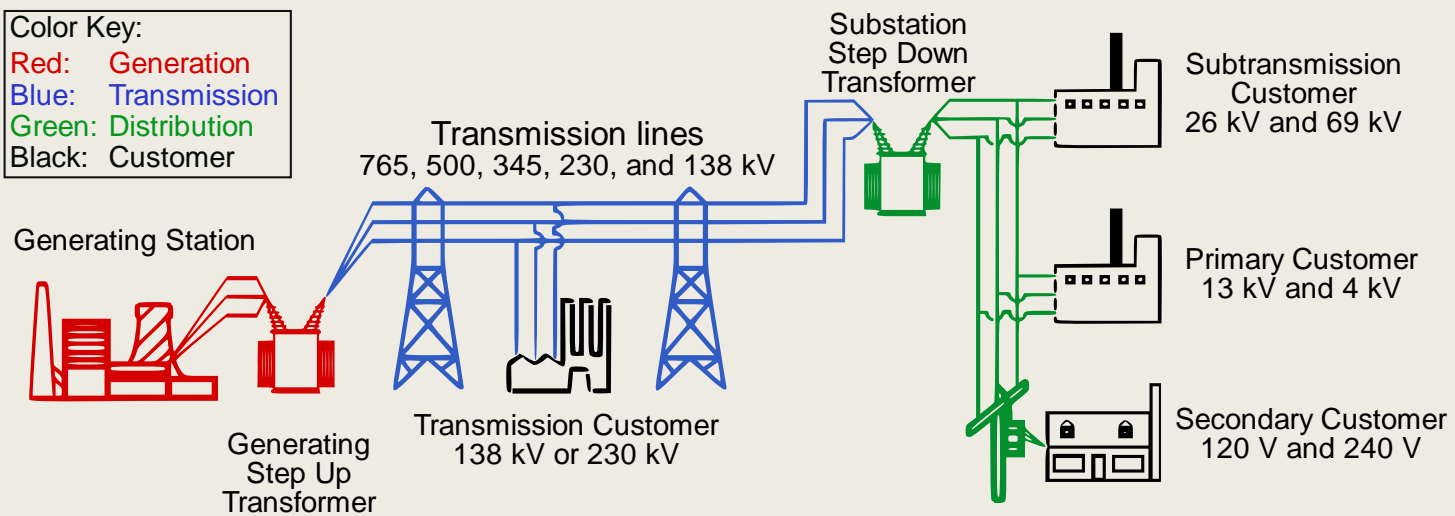 Color Key:
Red: Generation
Blue: Transmission
Green: Distribution
Black: Customer
Substation
Step Down
Transformer
Subtransmission
Customer
26 kV and 69 kV
Transmission lines
765, 500, 345, 230, and 138 kV
Generating Station
Primary Customer
13 kV and 4 kV
Transmission Customer
138 kV or 230 kV
Secondary Customer
120 V and 240 V
Generating
Step Up
Transformer